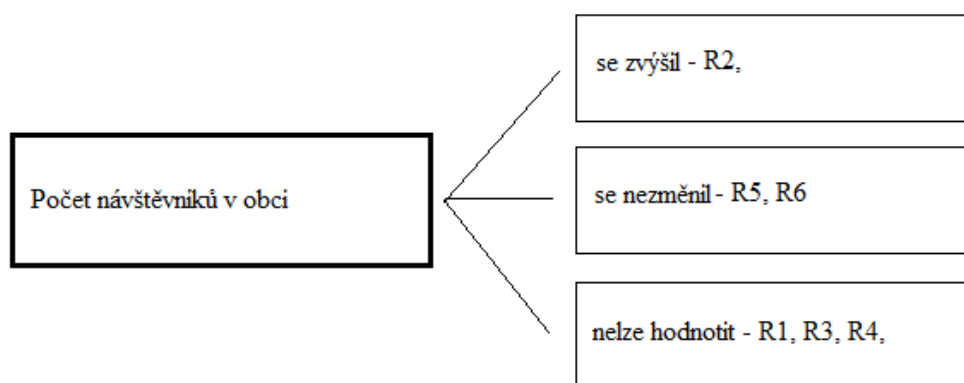 se zvýšil - R2,
Počet návštěvníků v obci
se nezměnil - R5, R6
nelze hodnotit - R1, R3, R4,